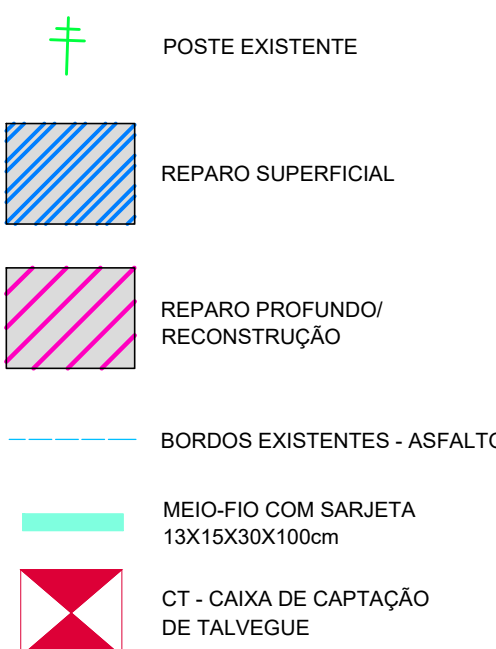 POSTE EXISTENTE
REPARO SUPERFICIAL
REPARO PROFUNDO/
RECONSTRUÇÃO
BORDOS EXISTENTES - ASFALTO
MEIO-FIO COM SARJETA
13X15X30X100cm
CT - CAIXA DE CAPTAÇÃO
DE TALVEGUE